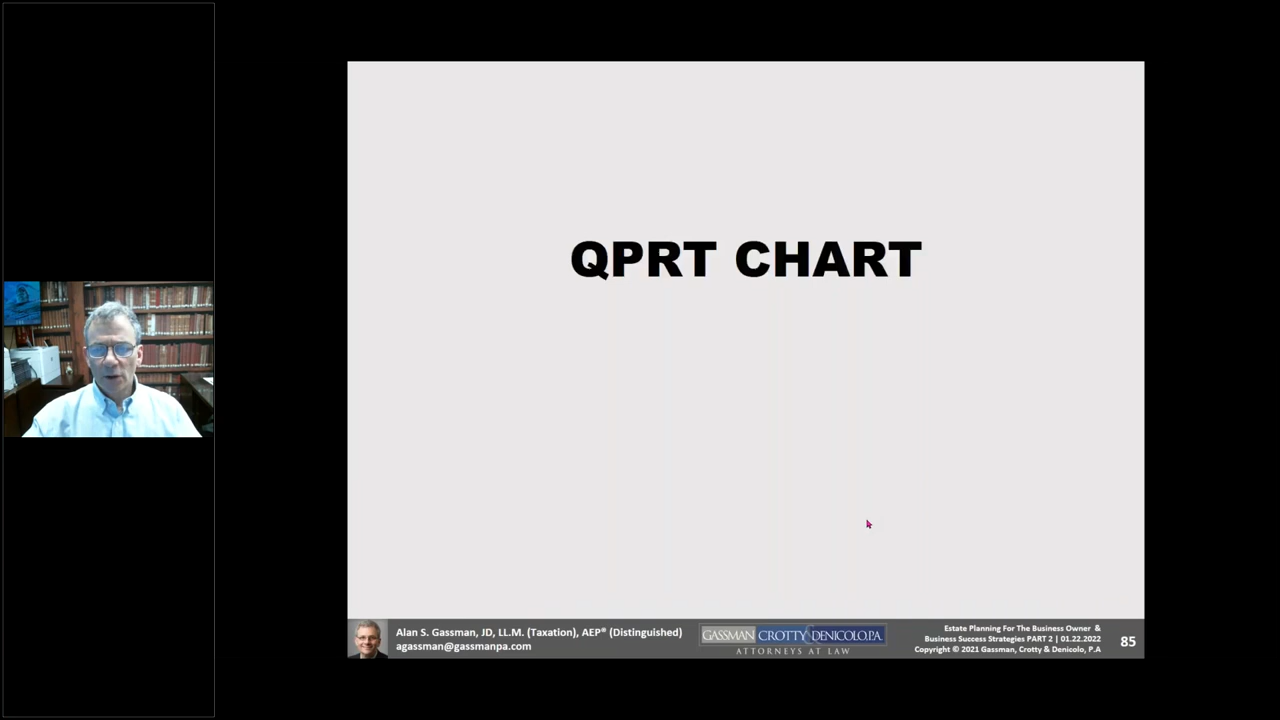 QPRT CHART
Alan S. Gassman, JD, LL.M. (Taxation), AEP® (Distinguished)
agassman@gassmanpa.com
GASSMAN CROTTY DENICOLO, P.A.
ATTORNEYS AT LAW
Estate Planning For The Business Owner &
Business Success Strategies PART 2 | 01.22.2022
Copyright © 2021 Gassman, Crotty & Denicolo, P.A
85